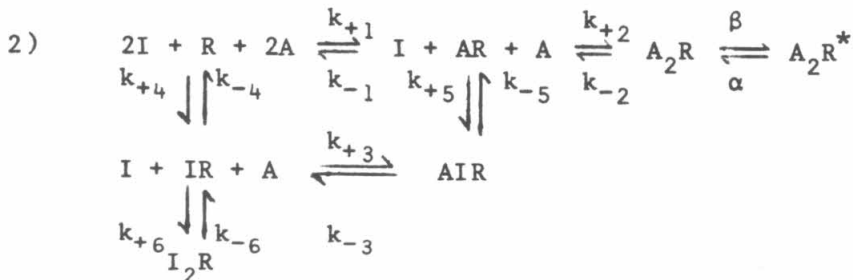 k₊₁ k₊₂ β
2) 2I + R + 2A ⇌ I + AR + A ⇌ A₂R ⇌ A₂R*
k₊₄ k₋₄ k₋₁ k₊₅ k₋₅ k₋₂ α
k₊₃
I + IR + A ⇌ AIR
k₊₆ k₋₆ k₋₃
I₂R